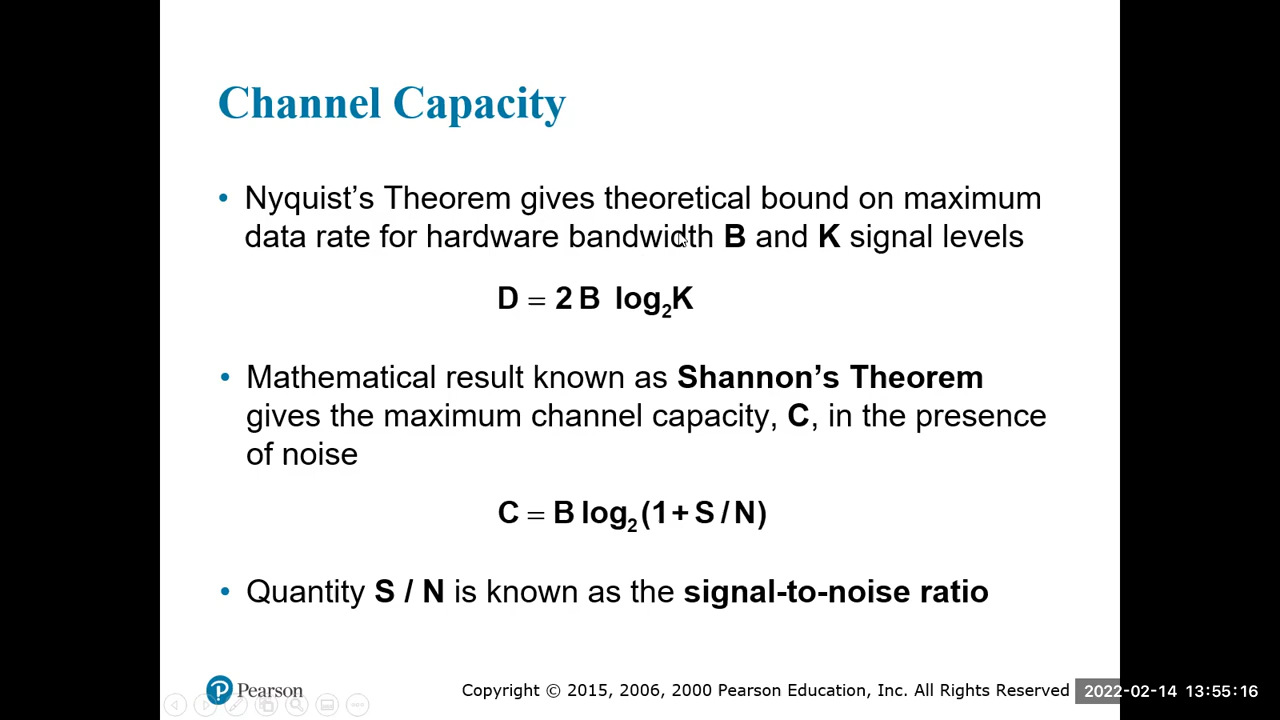 Channel Capacity
• Nyquist’s Theorem gives theoretical bound on maximum
data rate for hardware bandwidth B and K signal levels
D = 2 B log₂K
• Mathematical result known as Shannon’s Theorem
gives the maximum channel capacity, C, in the presence
of noise
C = B log₂(1 + S / N)
• Quantity S / N is known as the signal-to-noise ratio
Pearson
Copyright © 2015, 2006, 2000 Pearson Education, Inc. All Rights Reserved
2022-02-14 13:55:16